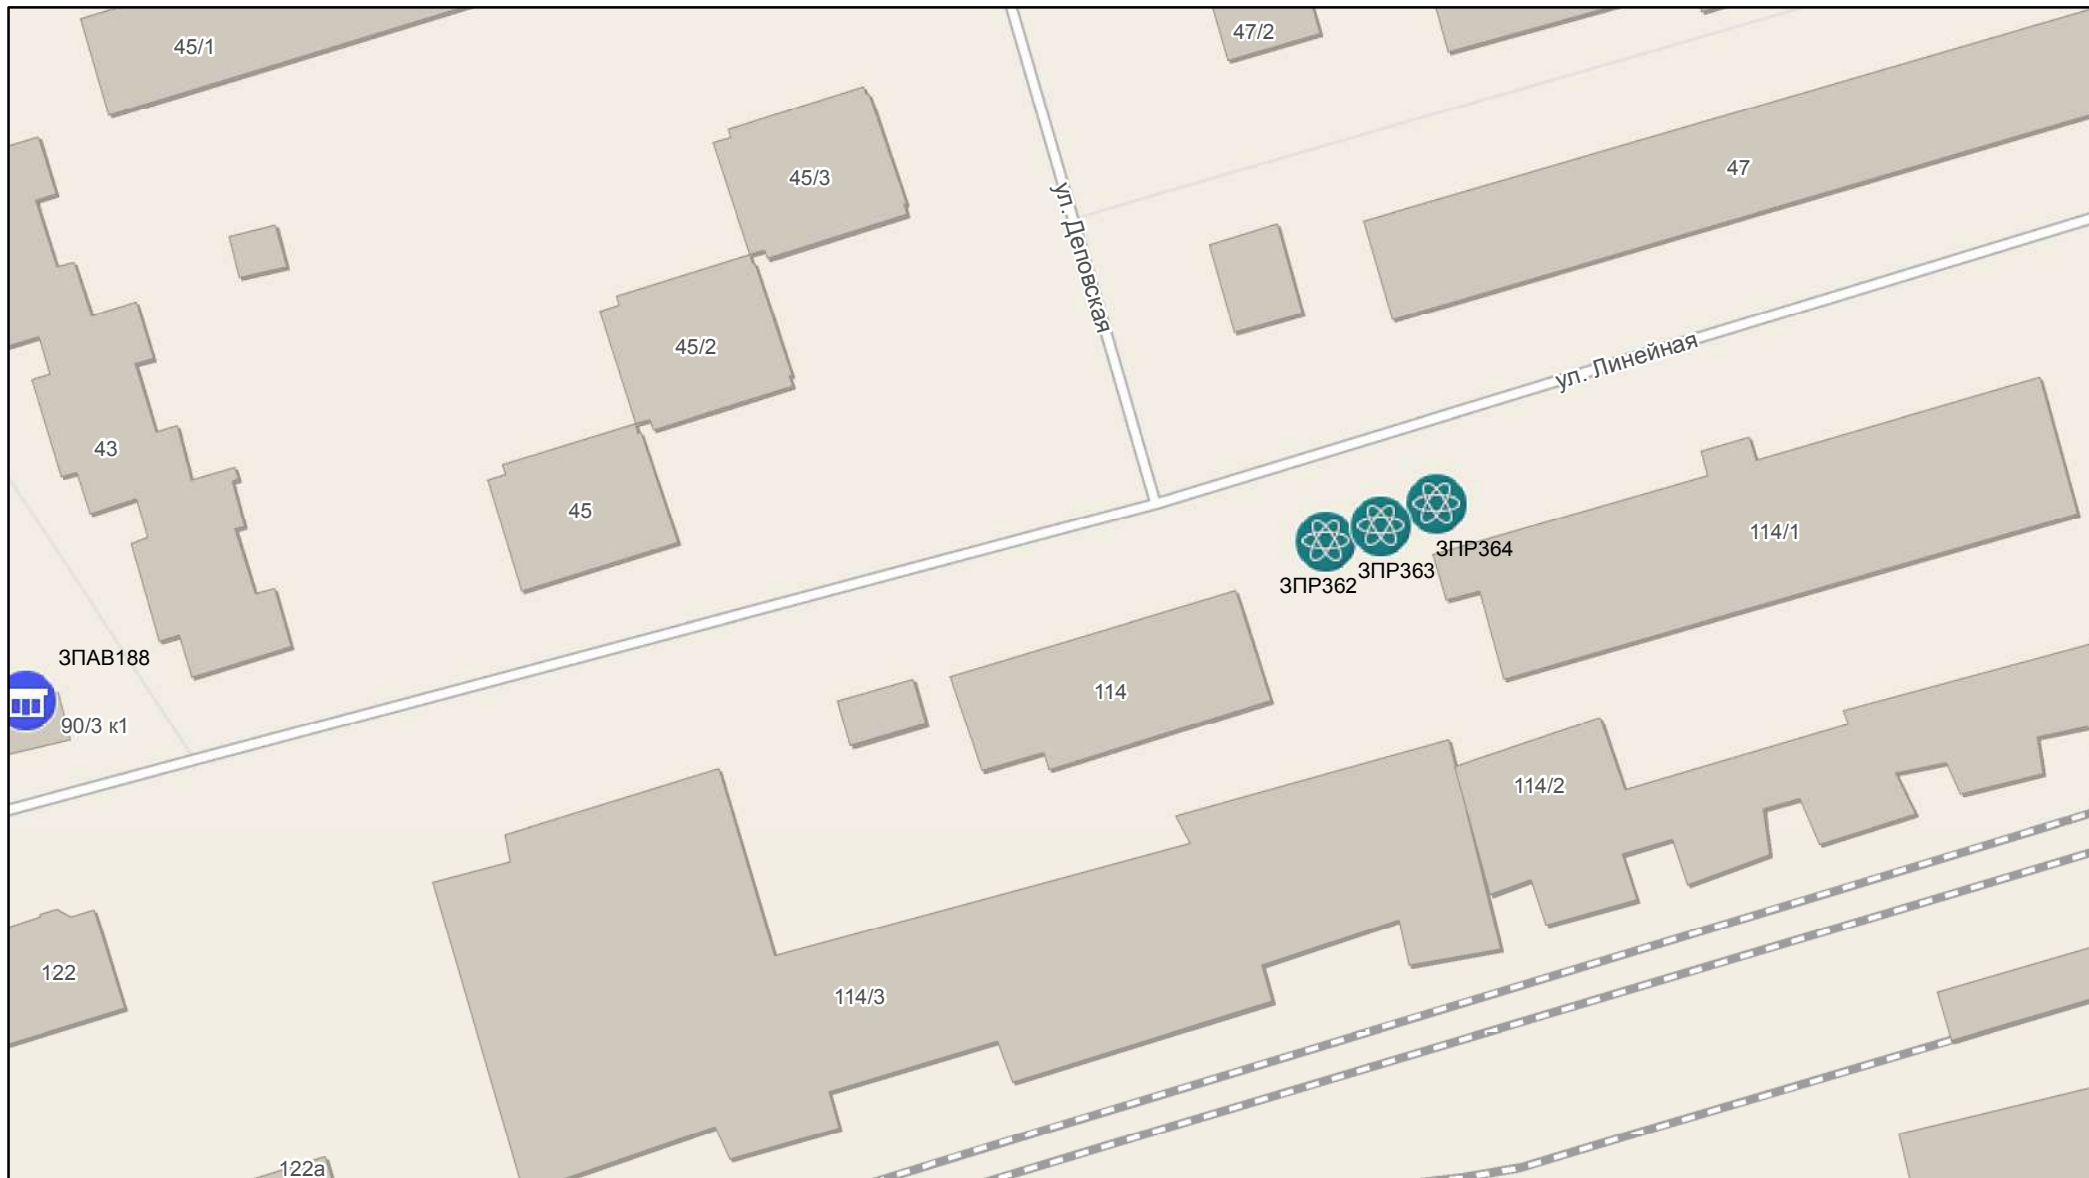 45/1
47/2
45/3
47
ул. Деповская
45/2
ул. Линейная
43
45
114/1
ЗПР364
ЗПР363
ЗПР362
ЗПАВ188
114
90/3 к1
114/2
122
114/3
122а